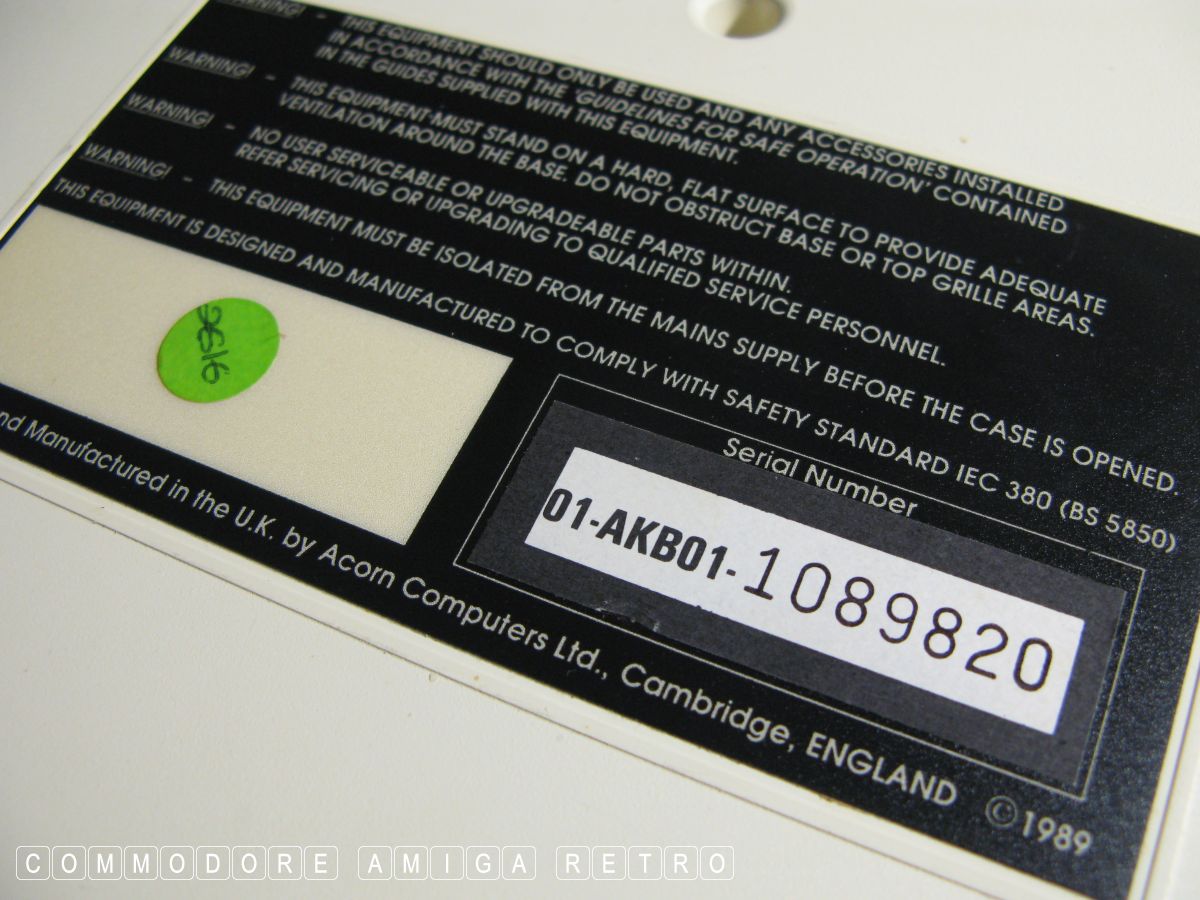 WARNING! - THIS EQUIPMENT SHOULD ONLY BE USED AND ANY ACCESSORIES INSTALLED
IN ACCORDANCE WITH THE 'GUIDELINES FOR SAFE OPERATION' CONTAINED
IN THE GUIDES SUPPLIED WITH THIS EQUIPMENT.
WARNING! - THIS EQUIPMENT MUST STAND ON A HARD, FLAT SURFACE TO PROVIDE ADEQUATE
VENTILATION AROUND THE BASE. DO NOT OBSTRUCT BASE OR TOP GRILLE AREAS.
WARNING! - NO USER SERVICEABLE OR UPGRADEABLE PARTS WITHIN.
REFER SERVICING OR UPGRADING TO QUALIFIED SERVICE PERSONNEL.
WARNING! - THIS EQUIPMENT MUST BE ISOLATED FROM THE MAINS SUPPLY BEFORE THE CASE IS OPENED.
THIS EQUIPMENT IS DESIGNED AND MANUFACTURED TO COMPLY WITH SAFETY STANDARD IEC 380 (BS 5850)
Serial Number
01-AKB01-1089820
nd Manufactured in the U.K. by Acorn Computers Ltd., Cambridge, ENGLAND © 1989
COMMODORE AMIGA RETRO